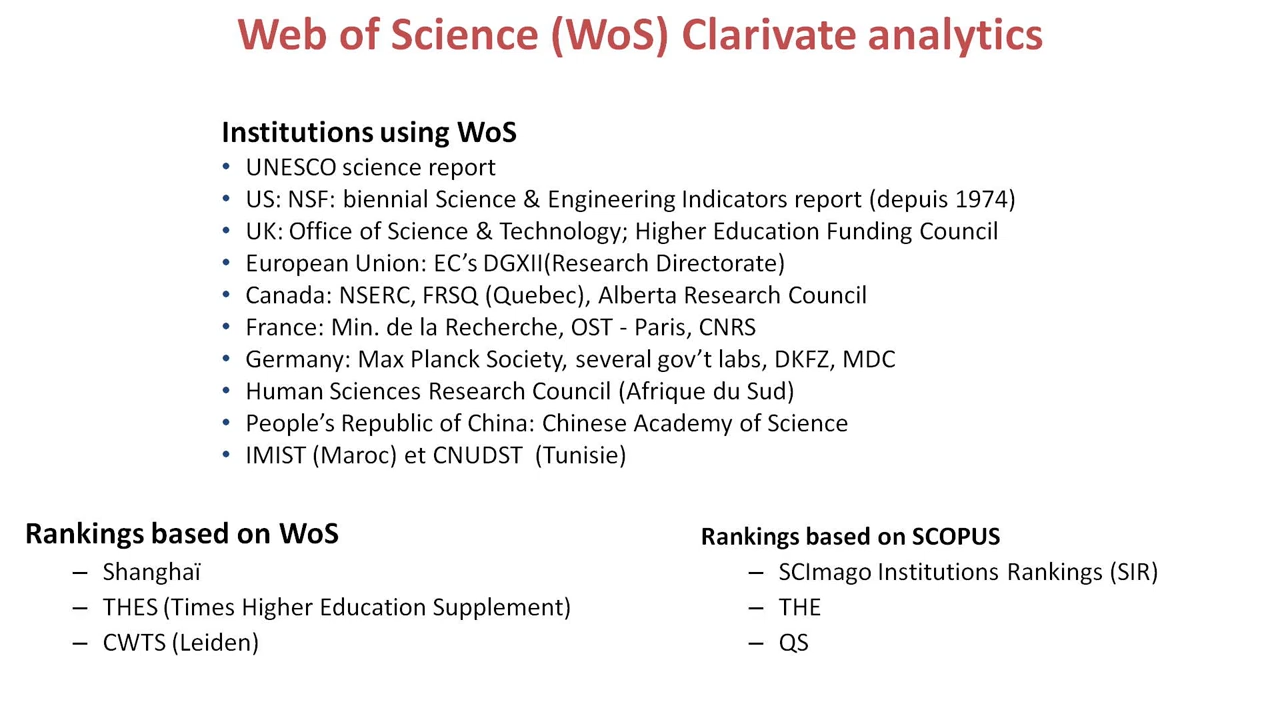 Web of Science (WoS) Clarivate analytics
Institutions using WoS
• UNESCO science report
• US: NSF: biennial Science & Engineering Indicators report (depuis 1974)
• UK: Office of Science & Technology; Higher Education Funding Council
• European Union: EC’s DGXII(Research Directorate)
• Canada: NSERC, FRSQ (Quebec), Alberta Research Council
• France: Min. de la Recherche, OST - Paris, CNRS
• Germany: Max Planck Society, several gov’t labs, DKFZ, MDC
• Human Sciences Research Council (Afrique du Sud)
• People’s Republic of China: Chinese Academy of Science
• IMIST (Maroc) et CNUDST (Tunisie)
Rankings based on WoS
– Shanghaï
– THES (Times Higher Education Supplement)
– CWTS (Leiden)
Rankings based on SCOPUS
– SCImago Institutions Rankings (SIR)
– THE
– QS